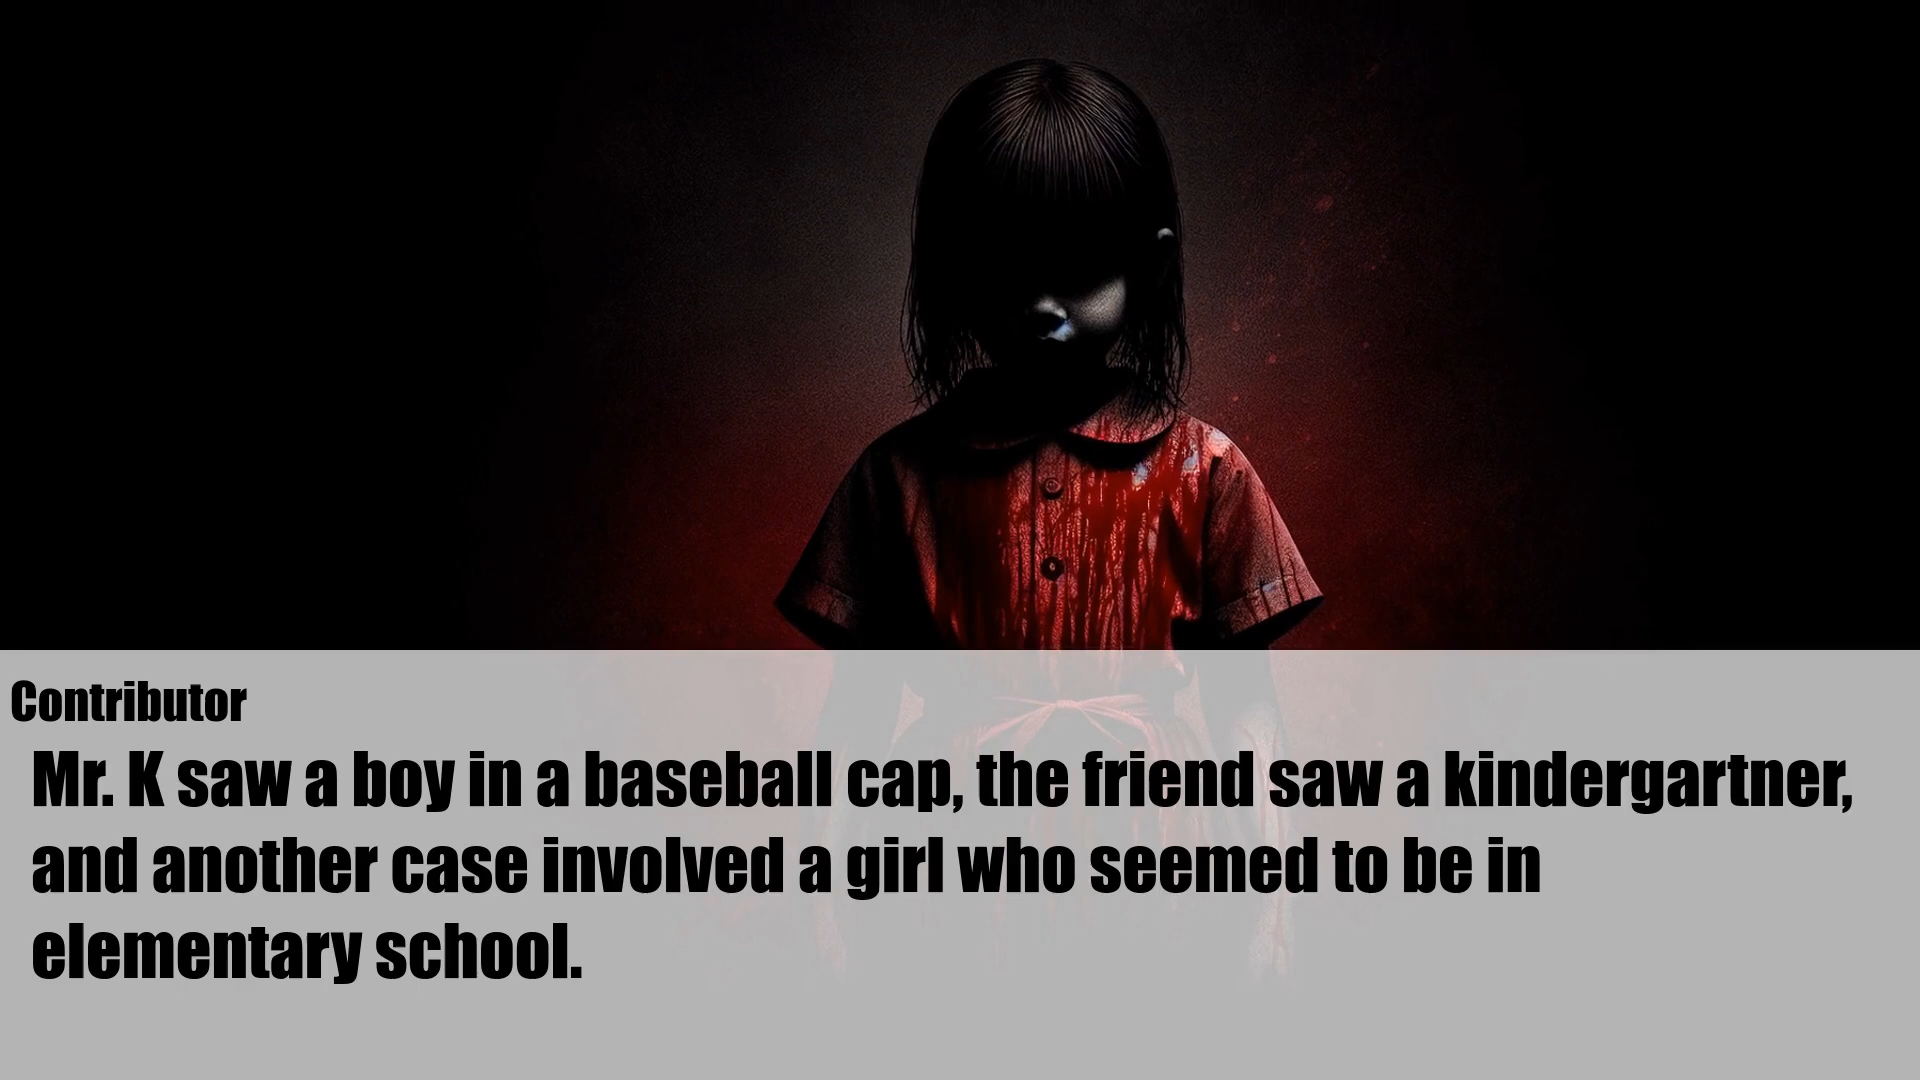 Contributor
Mr. K saw a boy in a baseball cap, the friend saw a kindergartner,
and another case involved a girl who seemed to be in
elementary school.